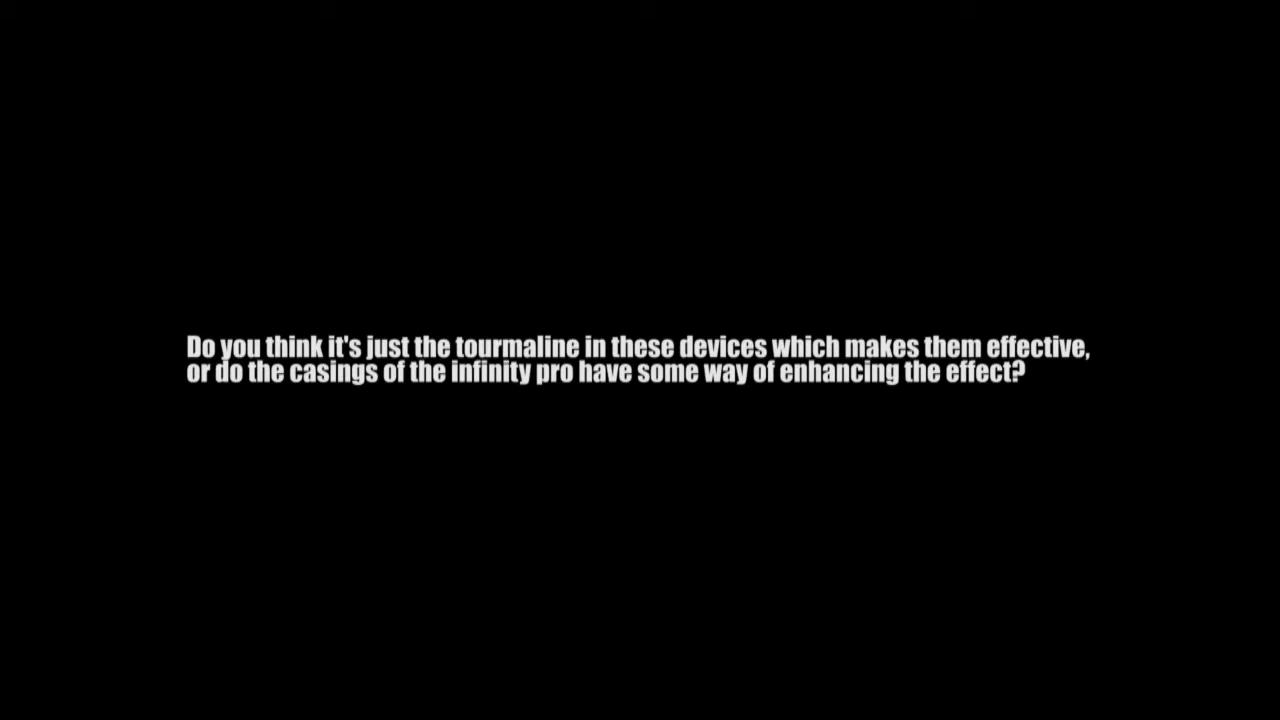 Do you think it's just the tourmaline in these devices which makes them effective,
or do the casings of the infinity pro have some way of enhancing the effect?